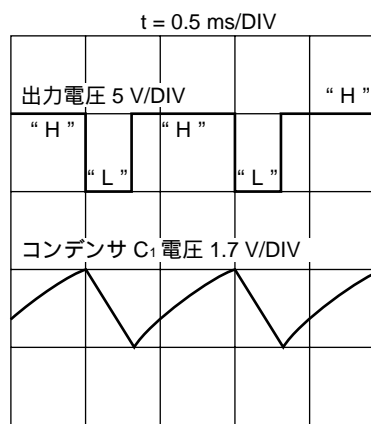 t = 0.5 ms/DIV
出力電圧 5 V/DIV
“ H ”
“ H ”
“ H ”
“ L ”
“ L ”
コンデンサ C₁ 電圧 1.7 V/DIV